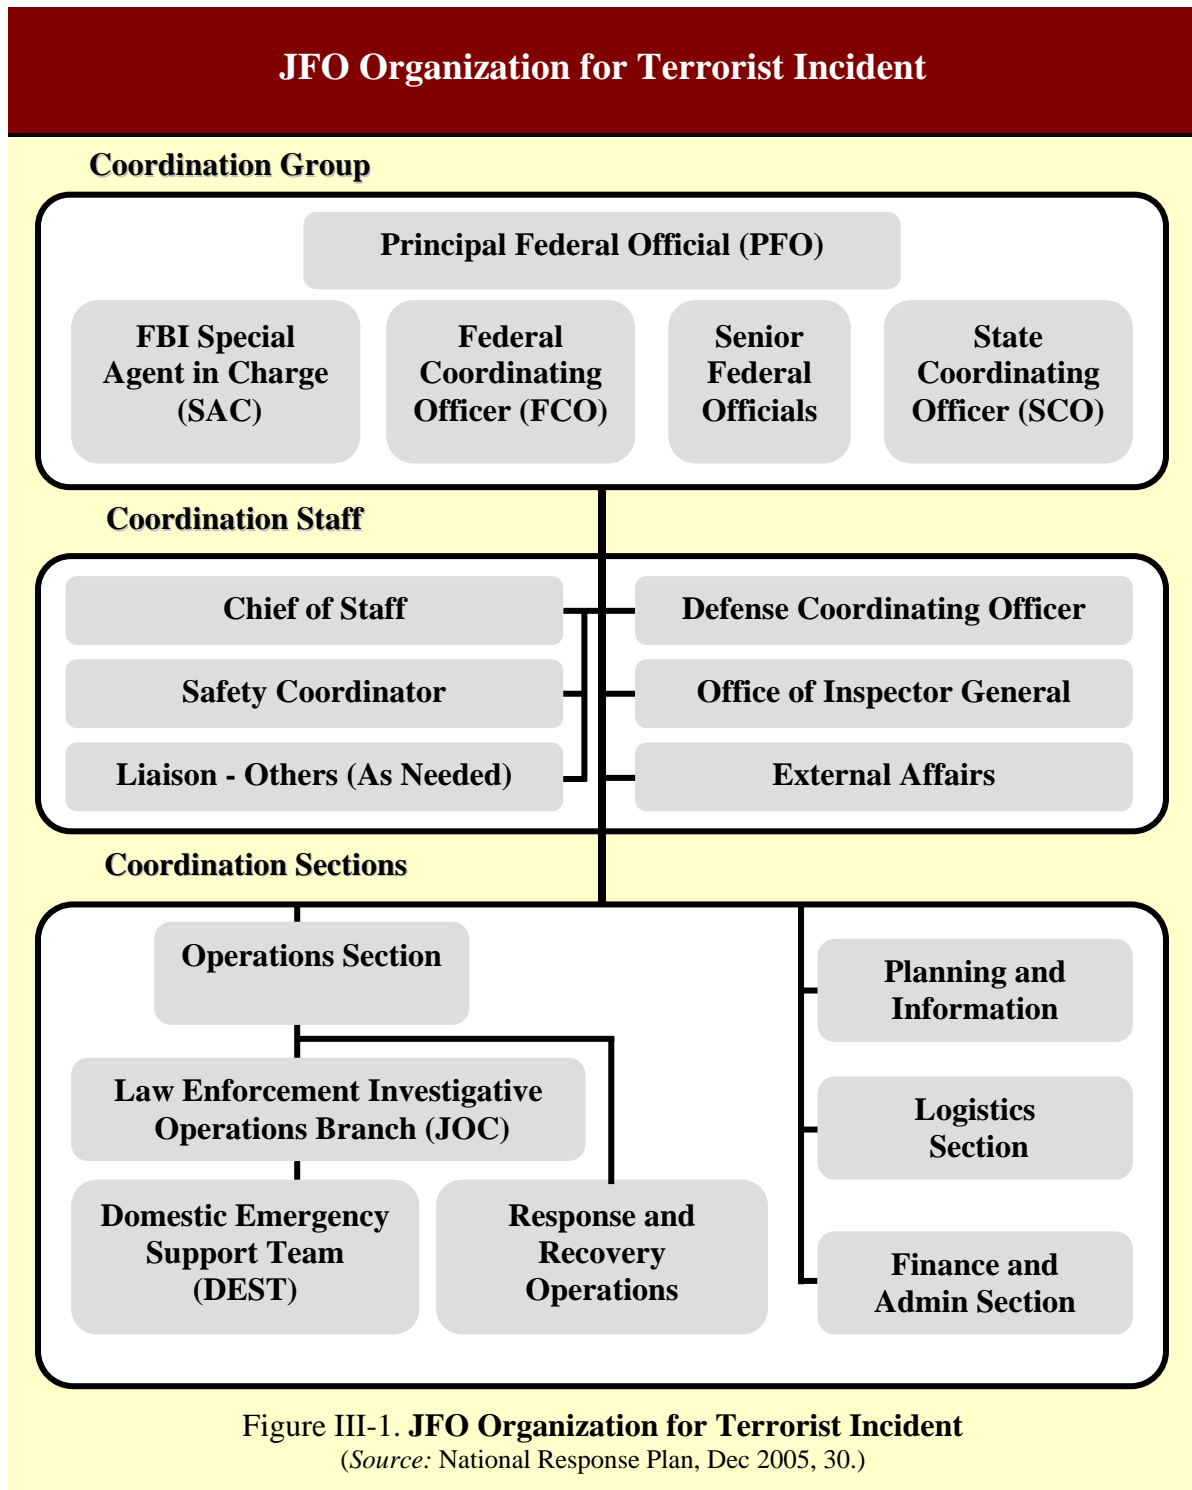 JFO Organization for Terrorist Incident
Coordination Group
Principal Federal Official (PFO)
FBI Special
Agent in Charge
(SAC)
Federal
Coordinating
Officer (FCO)
Senior
Federal
Officials
State
Coordinating
Officer (SCO)
Coordination Staff
Chief of Staff
Defense Coordinating Officer
Safety Coordinator
Office of Inspector General
Liaison - Others (As Needed)
External Affairs
Coordination Sections
Operations Section
Law Enforcement Investigative
Operations Branch (JOC)
Domestic Emergency
Support Team
(DEST)
Response and
Recovery
Operations
Planning and
Information
Logistics
Section
Finance and
Admin Section
Figure III-1. JFO Organization for Terrorist Incident
(Source: National Response Plan, Dec 2005, 30.)